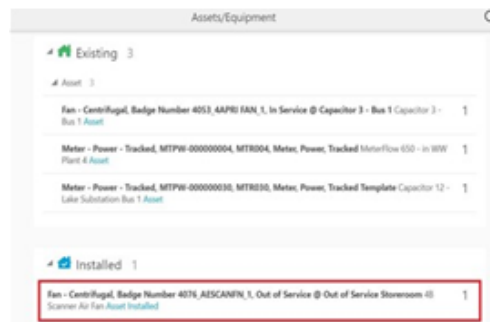 Assets/Equipment
Existing 3
Asset 3
Fan - Centrifugal, Badge Number 4053_4APRI FAN_1, In Service @ Capacitor 3 - Bus 1 Capacitor 3 - 1
Bus 1 Asset
Meter - Power - Tracked, MTPW-000000004, MTR004, Meter, Power, Tracked MeterFlow 650 - in WW 1
Plant 4 Asset
Meter - Power - Tracked, MTPW-000000030, MTR030, Meter, Power, Tracked Template Capacitor 12 - 1
Lake Substation Bus 1 Asset
Installed 1
Fan - Centrifugal, Badge Number 4076_AESCANFN_1, Out of Service @ Out of Service Storeroom 4B 1
Scanner Air Fan Asset Installed